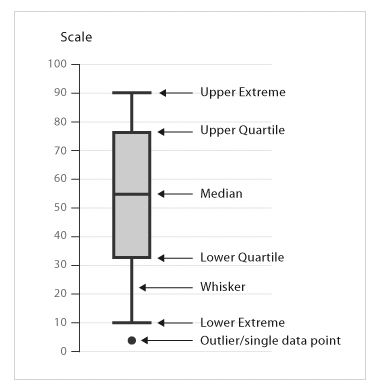 Scale
100
90
Upper Extreme
80
Upper Quartile
70
60
Median
50
40
Lower Quartile
30
Whisker
20
10
Lower Extreme
Outlier/single data point
0